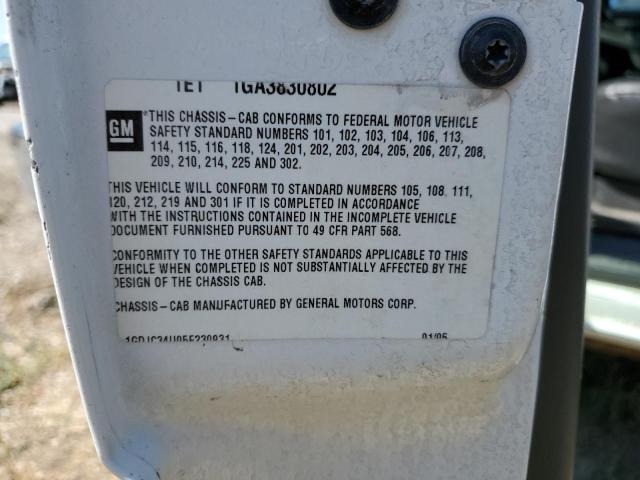 1E1 1GA3830802
GM
*THIS CHASSIS-CAB CONFORMS TO FEDERAL MOTOR VEHICLE
SAFETY STANDARD NUMBERS 101, 102, 103, 104, 106, 113,
114, 115, 116, 118, 124, 201, 202, 203, 204, 205, 206, 207, 208,
209, 210, 214, 225 AND 302.
THIS VEHICLE WILL CONFORM TO STANDARD NUMBERS 105, 108, 111,
120, 212, 219 AND 301 IF IT IS COMPLETED IN ACCORDANCE
WITH THE INSTRUCTIONS CONTAINED IN THE INCOMPLETE VEHICLE
DOCUMENT FURNISHED PURSUANT TO 49 CFR PART 568.
CONFORMITY TO THE OTHER SAFETY STANDARDS APPLICABLE TO THIS
VEHICLE WHEN COMPLETED IS NOT SUBSTANTIALLY AFFECTED BY THE
DESIGN OF THE CHASSIS CAB.
CHASSIS-CAB MANUFACTURED BY GENERAL MOTORS CORP.
1GDJC34U05E230931 01/05